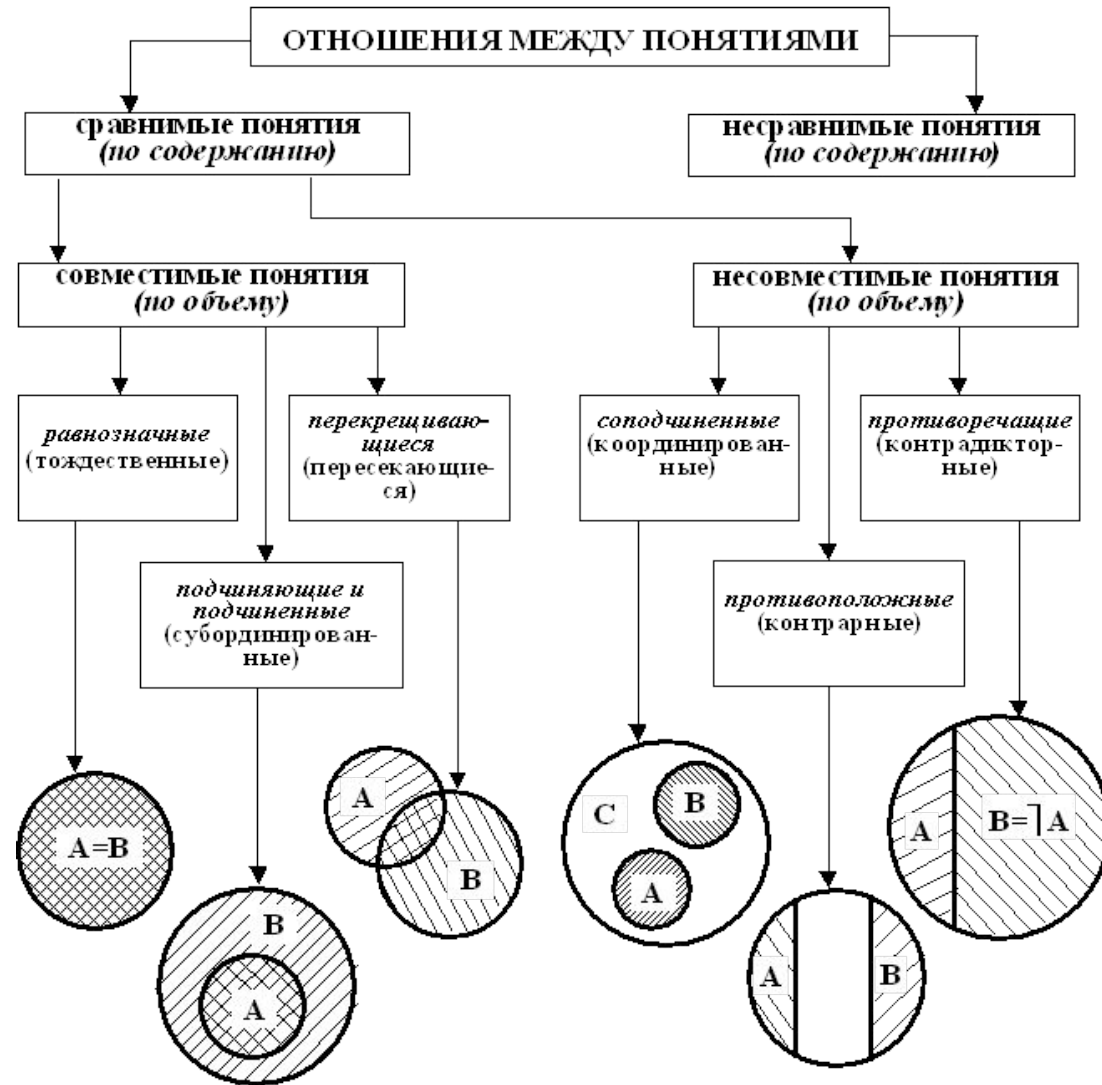 ОТНОШЕНИЯ МЕЖДУ ПОНЯТИЯМИ
сравнимые понятия
(по содержанию)
несравнимые понятия
(по содержанию)
совместимые понятия
(по объему)
несовместимые понятия
(по объему)
равнозначные
(тождественные)
перекрещиваю-
щиеся
(пересекающие-
ся)
соподчиненные
(координирован-
ные)
противоречащие
(контрадиктор-
ные)
подчиняющие и
подчиненные
(субординирован-
ные)
противоположные
(контрарные)
A=B
B
A
A
B
C
B
A
A
B
A
B=⎤A